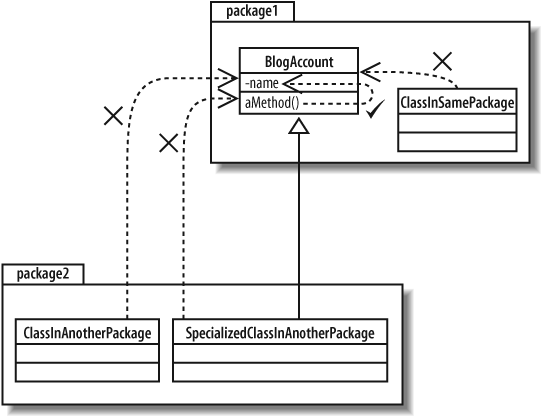 package1
BlogAccount
-name
aMethod()
ClassInSamePackage
package2
ClassInAnotherPackage
SpecializedClassInAnotherPackage